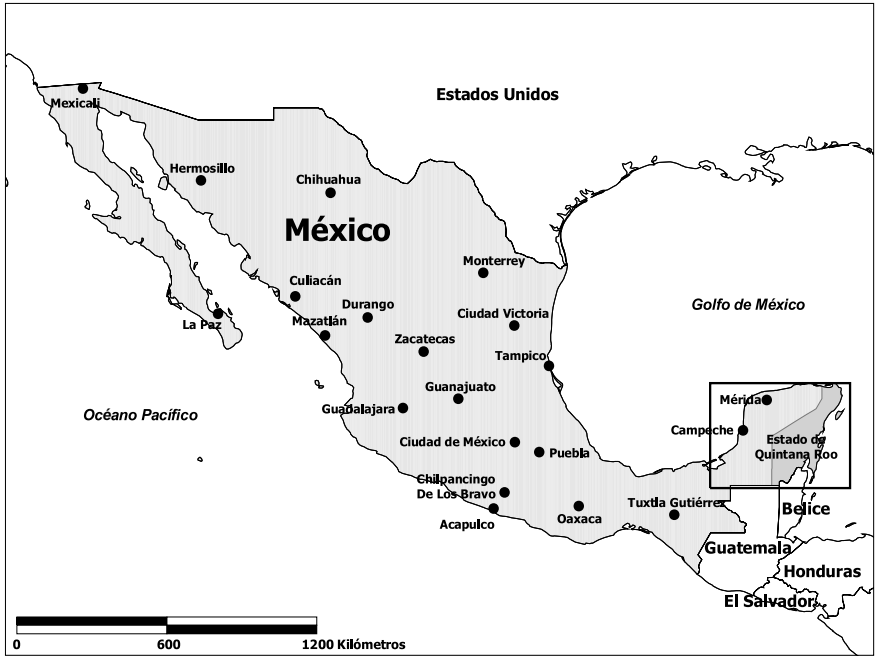 Estados Unidos
Mexicali
Hermosillo
Chihuahua
México
Monterrey
Culiacán
Durango
Golfo de México
Ciudad Victoria
La Paz
Mazatlán
Zacatecas
Tampico
Guanajuato
Mérida
Océano Pacífico
Guadalajara
Campeche
Estado de
Quintana Roo
Ciudad de México
Puebla
Chilpancingo
De Los Bravo
Tuxtla Gutiérrez
Belice
Acapulco
Oaxaca
Guatemala
Honduras
El Salvador
0 600 1200 Kilómetros